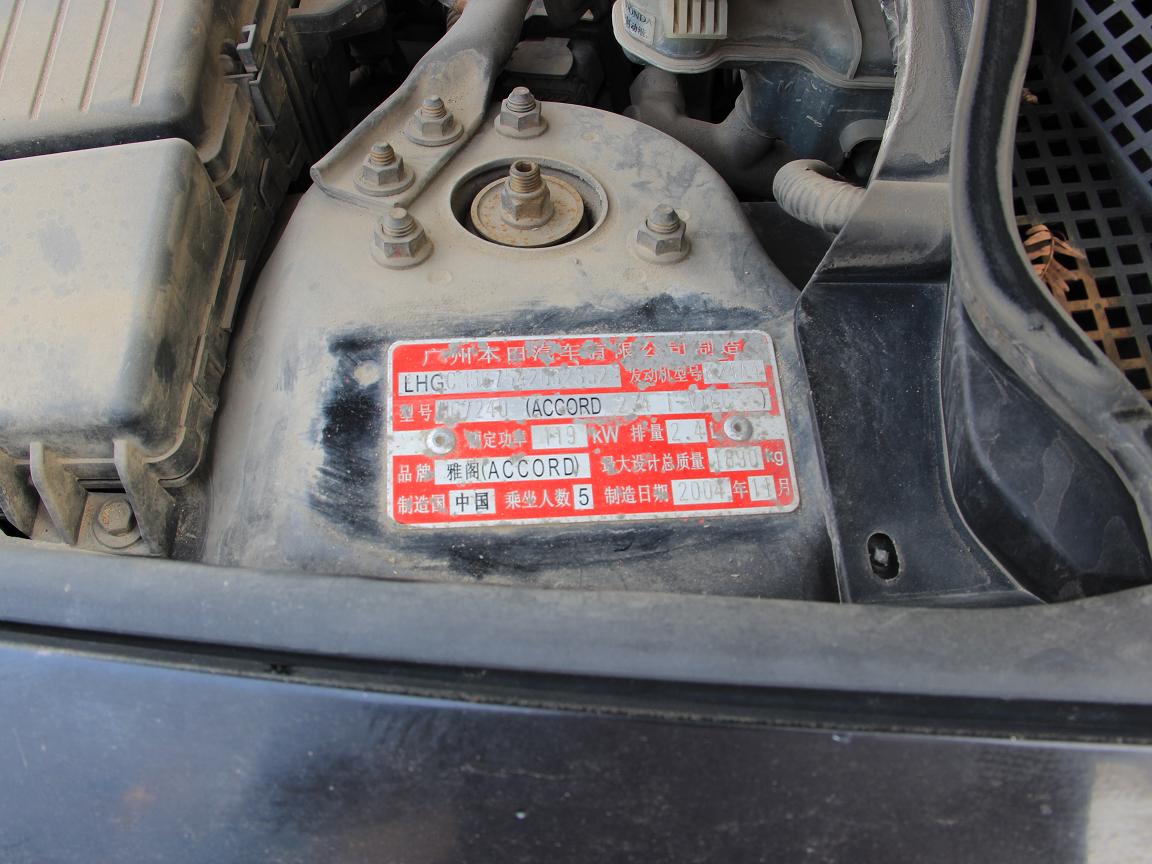 HONDA
广州本田汽车有限公司制造
LHG 发动机型号
型号 HG7240 (ACCORD
额定功率 119 kW 排量 2.4 L
品牌 雅阁(ACCORD) 最大设计总质量 kg
制造国 中国 乘坐人数 5 制造日期 2004 年 11 月